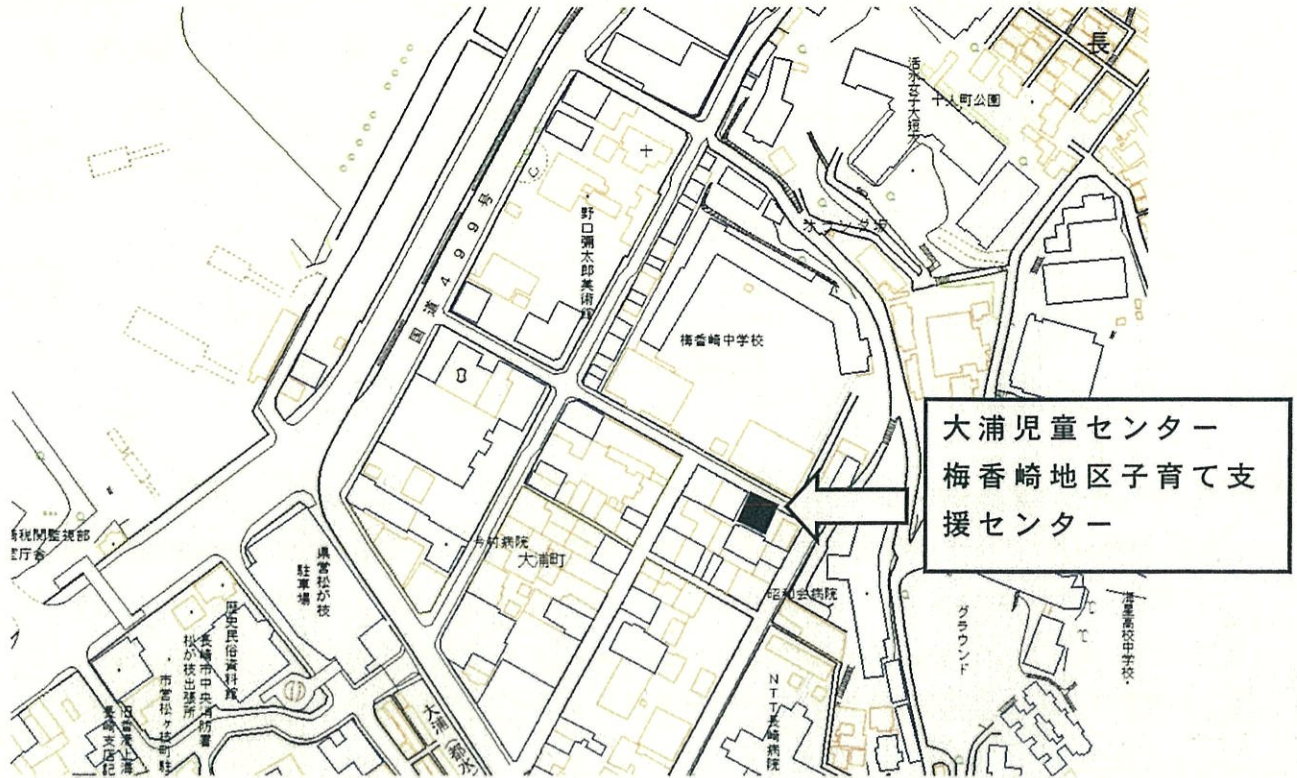 長
活水女子大短大
十人町公園
オランダ坂
国道499号
野口彌太郎美術館
梅香崎中学校
大浦児童センター
梅香崎地区子育て支
援センター
大浦町
昭和会病院
グラウンド
海星高校中学校・
NTT長崎病院
県営松が枝
駐車場
歴史民俗資料館
長崎市中央消防署
松が枝出張所
市営松ヶ枝町駐